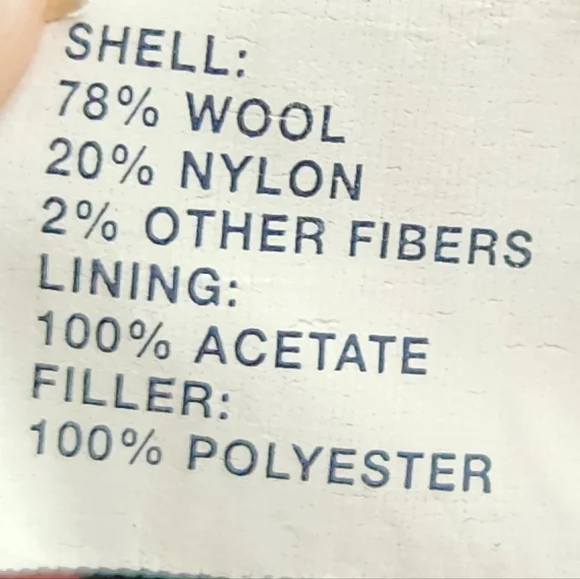 SHELL:
78% WOOL
20% NYLON
2% OTHER FIBERS
LINING:
100% ACETATE
FILLER:
100% POLYESTER